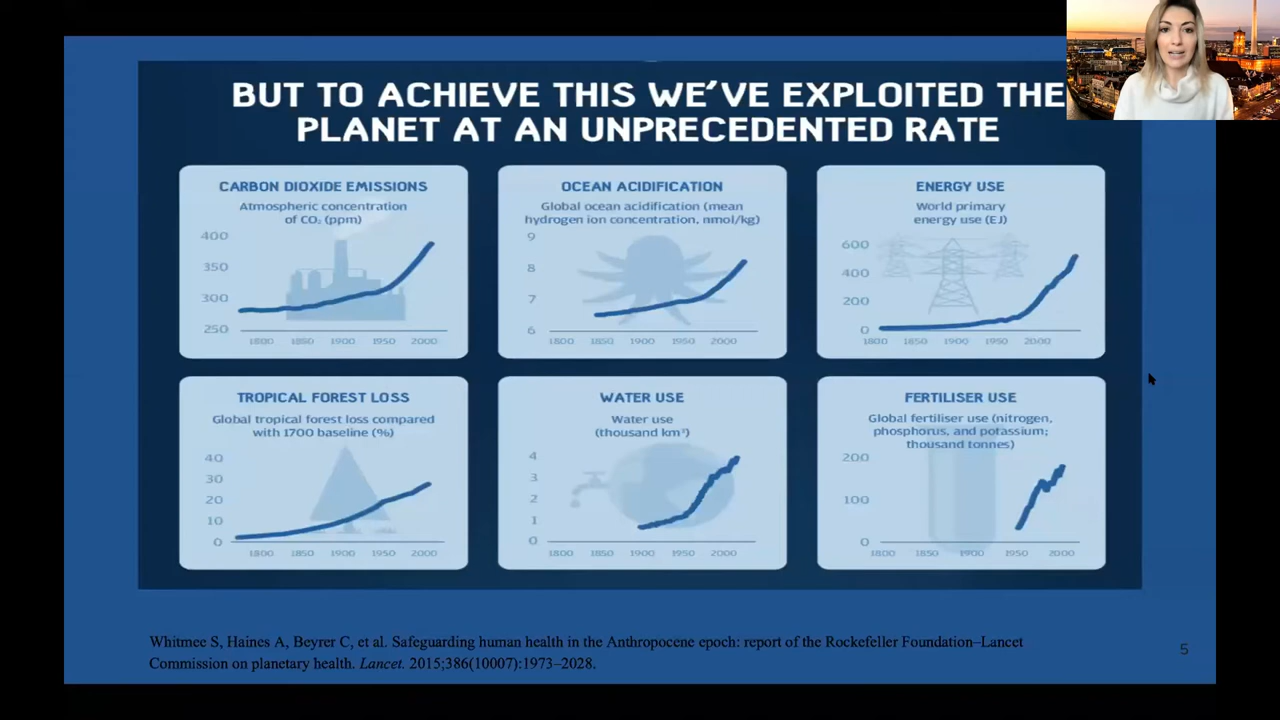 BUT TO ACHIEVE THIS WE'VE EXPLOITED THE
PLANET AT AN UNPRECEDENTED RATE
CARBON DIOXIDE EMISSIONS
Atmospheric concentration
of CO₂ (ppm)
400
350
300
250
1800 1850 1900 1950 2000
OCEAN ACIDIFICATION
Global ocean acidification (mean
hydrogen ion concentration, nmol/kg)
9
8
7
6
1800 1850 1900 1950 2000
ENERGY USE
World primary
energy use (EJ)
600
400
200
0
1800 1850 1900 1950 2000
TROPICAL FOREST LOSS
Global tropical forest loss compared
with 1700 baseline (%)
40
30
20
10
0
1800 1850 1900 1950 2000
WATER USE
Water use
(thousand km³)
4
3
2
1
0
1800 1850 1900 1950 2000
FERTILISER USE
Global fertiliser use (nitrogen,
phosphorus, and potassium;
thousand tonnes)
200
100
0
1800 1850 1900 1950 2000
Whitmee S, Haines A, Beyrer C, et al. Safeguarding human health in the Anthropocene epoch: report of the Rockefeller Foundation–Lancet
Commission on planetary health. Lancet. 2015;386(10007):1973–2028.
5